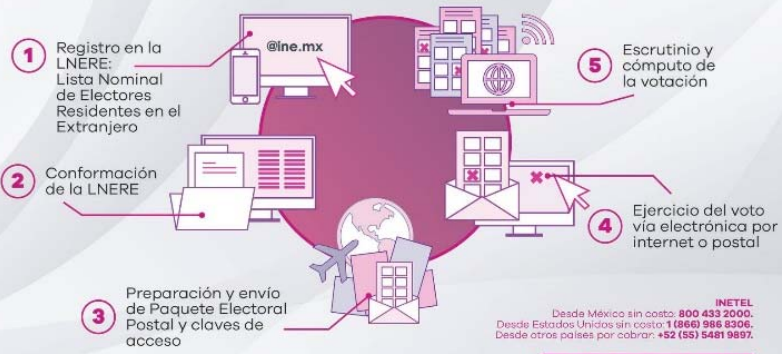 1
Registro en la
LNERE:
Lista Nominal
de Electores
Residentes en el
Extranjero
@ine.mx
2
Conformación
de la LNERE
3
Preparación y envío
de Paquete Electoral
Postal y claves de
acceso
4
Ejercicio del voto
vía electrónica por
internet o postal
5
Escrutinio y
cómputo de
la votación
INETEL
Desde México sin costo: 800 433 2000.
Desde Estados Unidos sin costo: 1 (866) 986 8306.
Desde otros países por cobrar: +52 (55) 5481 9897.